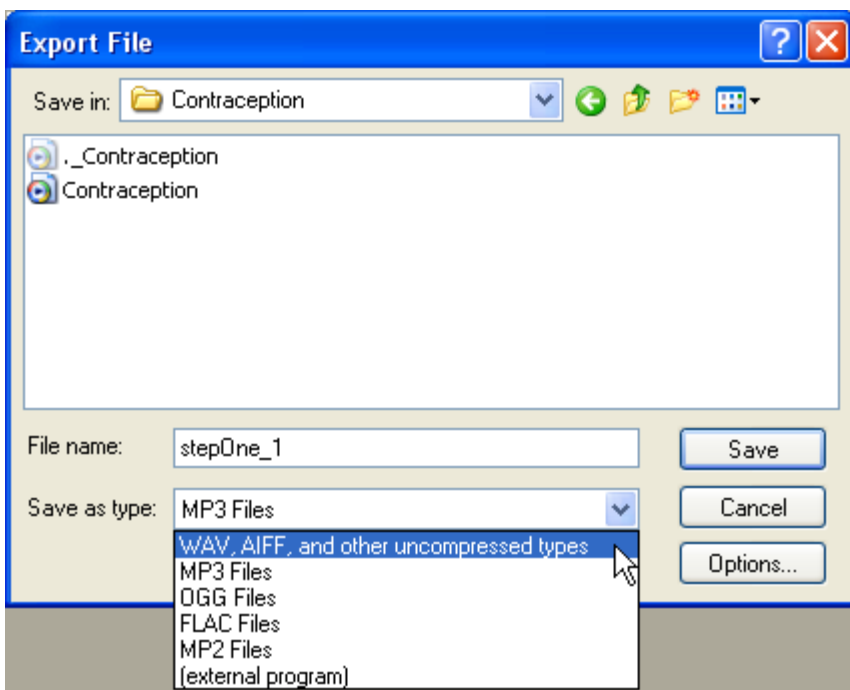 Export File
Save in: Contraception
._Contraception
Contraception
File name: stepOne_1 Save
Save as type: MP3 Files Cancel
WAV, AIFF, and other uncompressed types
MP3 Files Options...
OGG Files
FLAC Files
MP2 Files
(external program)